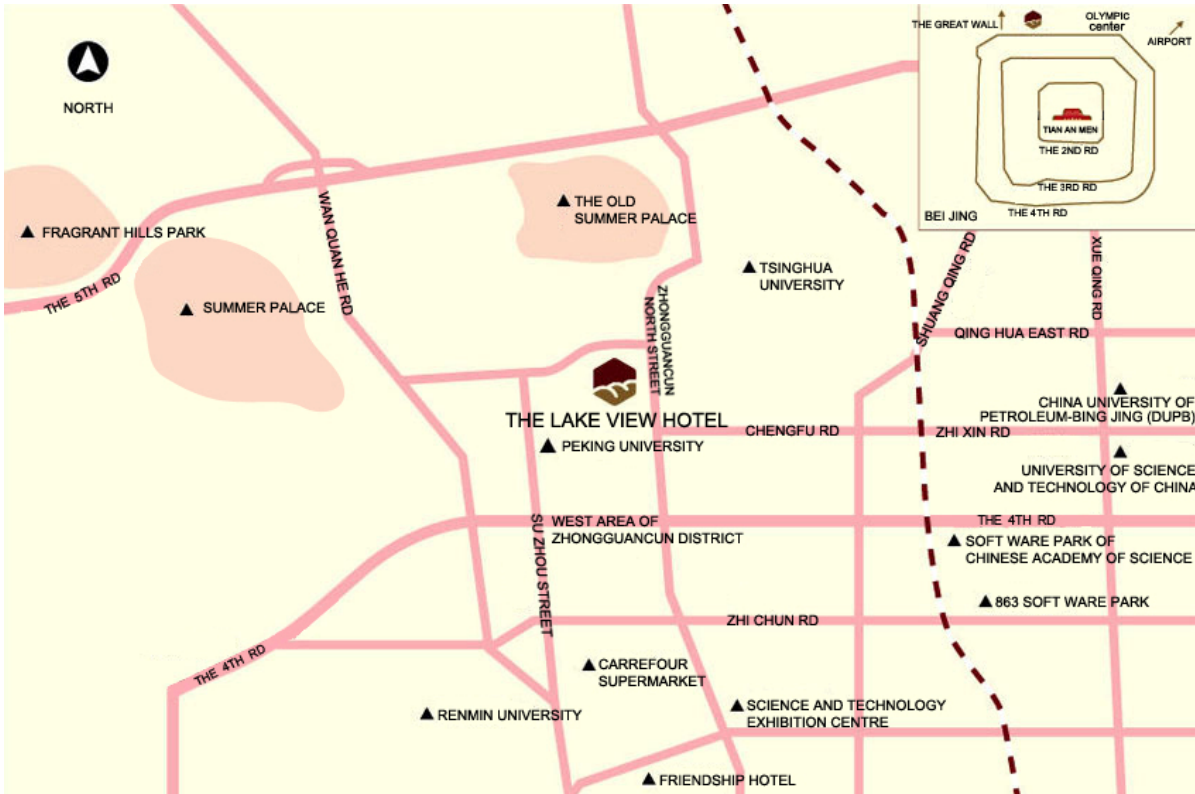 THE GREAT WALL
OLYMPIC
center
AIRPORT
TIAN AN MEN
THE 2ND RD
THE 3RD RD
THE 4TH RD
BEI JING
NORTH
FRAGRANT HILLS PARK
THE 5TH RD
SUMMER PALACE
WAN QUAN HE RD
THE OLD
SUMMER PALACE
TSINGHUA
UNIVERSITY
ZHONGGUANCUN
NORTH STREET
SHUANG QING RD
XUE QING RD
QING HUA EAST RD
THE LAKE VIEW HOTEL
PEKING UNIVERSITY
CHENGFU RD
ZHI XIN RD
CHINA UNIVERSITY OF
PETROLEUM-BING JING (DUPB)
UNIVERSITY OF SCIENCE
AND TECHNOLOGY OF CHINA
WEST AREA OF
ZHONGGUANCUN DISTRICT
THE 4TH RD
SU ZHOU STREET
SOFT WARE PARK OF
CHINESE ACADEMY OF SCIENCE
863 SOFT WARE PARK
ZHI CHUN RD
THE 4TH RD
CARREFOUR
SUPERMARKET
RENMIN UNIVERSITY
SCIENCE AND TECHNOLOGY
EXHIBITION CENTRE
FRIENDSHIP HOTEL